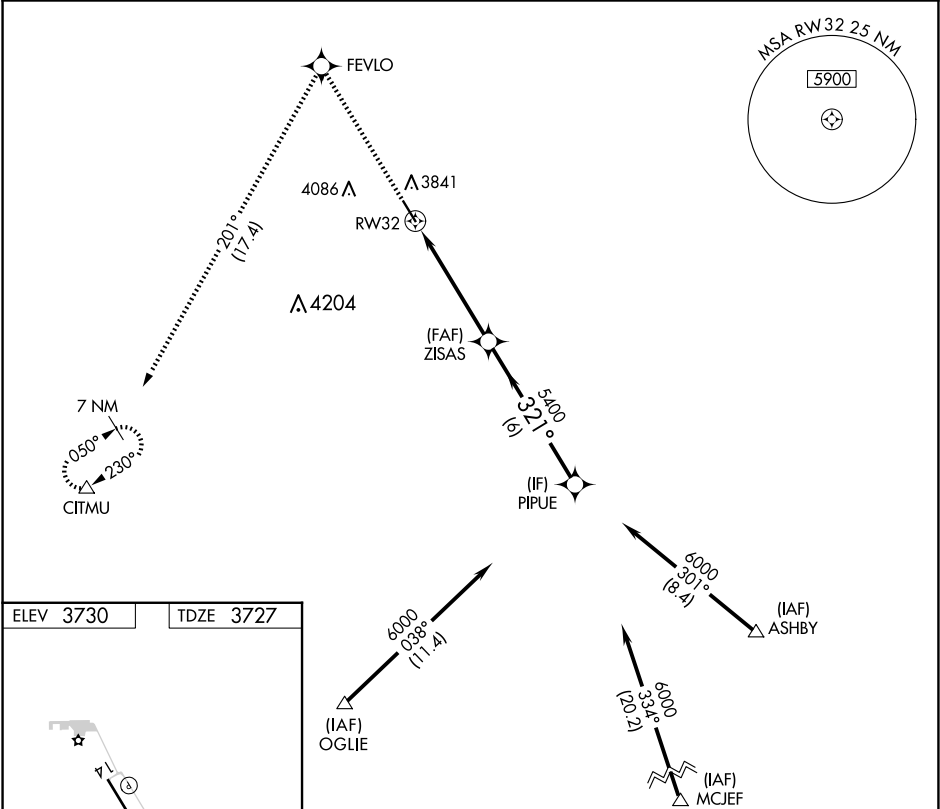 MSA RW32 25 NM
5900
FEVLO
4086
3841
RW32
201°
(17.4)
4204
(FAF)
ZISAS
5400
321°
(6)
7 NM
050°
230°
CITMU
(IF)
PIPUE
6000
301°
(8.4)
(IAF)
ASHBY
6000
038°
(11.4)
(IAF)
OGLIE
6000
334°
(20.2)
(IAF)
MCJEF
ELEV 3730
TDZE 3727
14
P